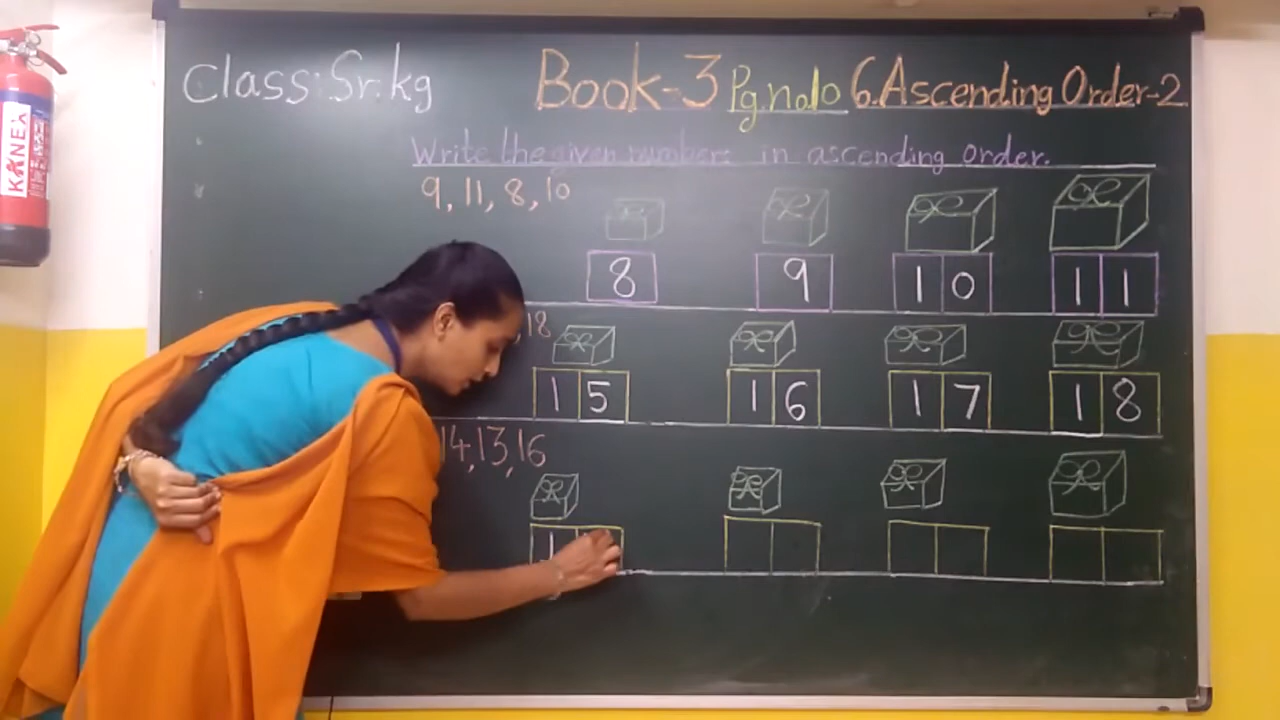 Class: Sr. kg
Book-3 Pg. no. 10 6. Ascending Order-2
KANEX
Write the given numbers in ascending order.
9, 11, 8, 10
8 9 10 11
,18
15 16 17 18
14, 13, 16
1